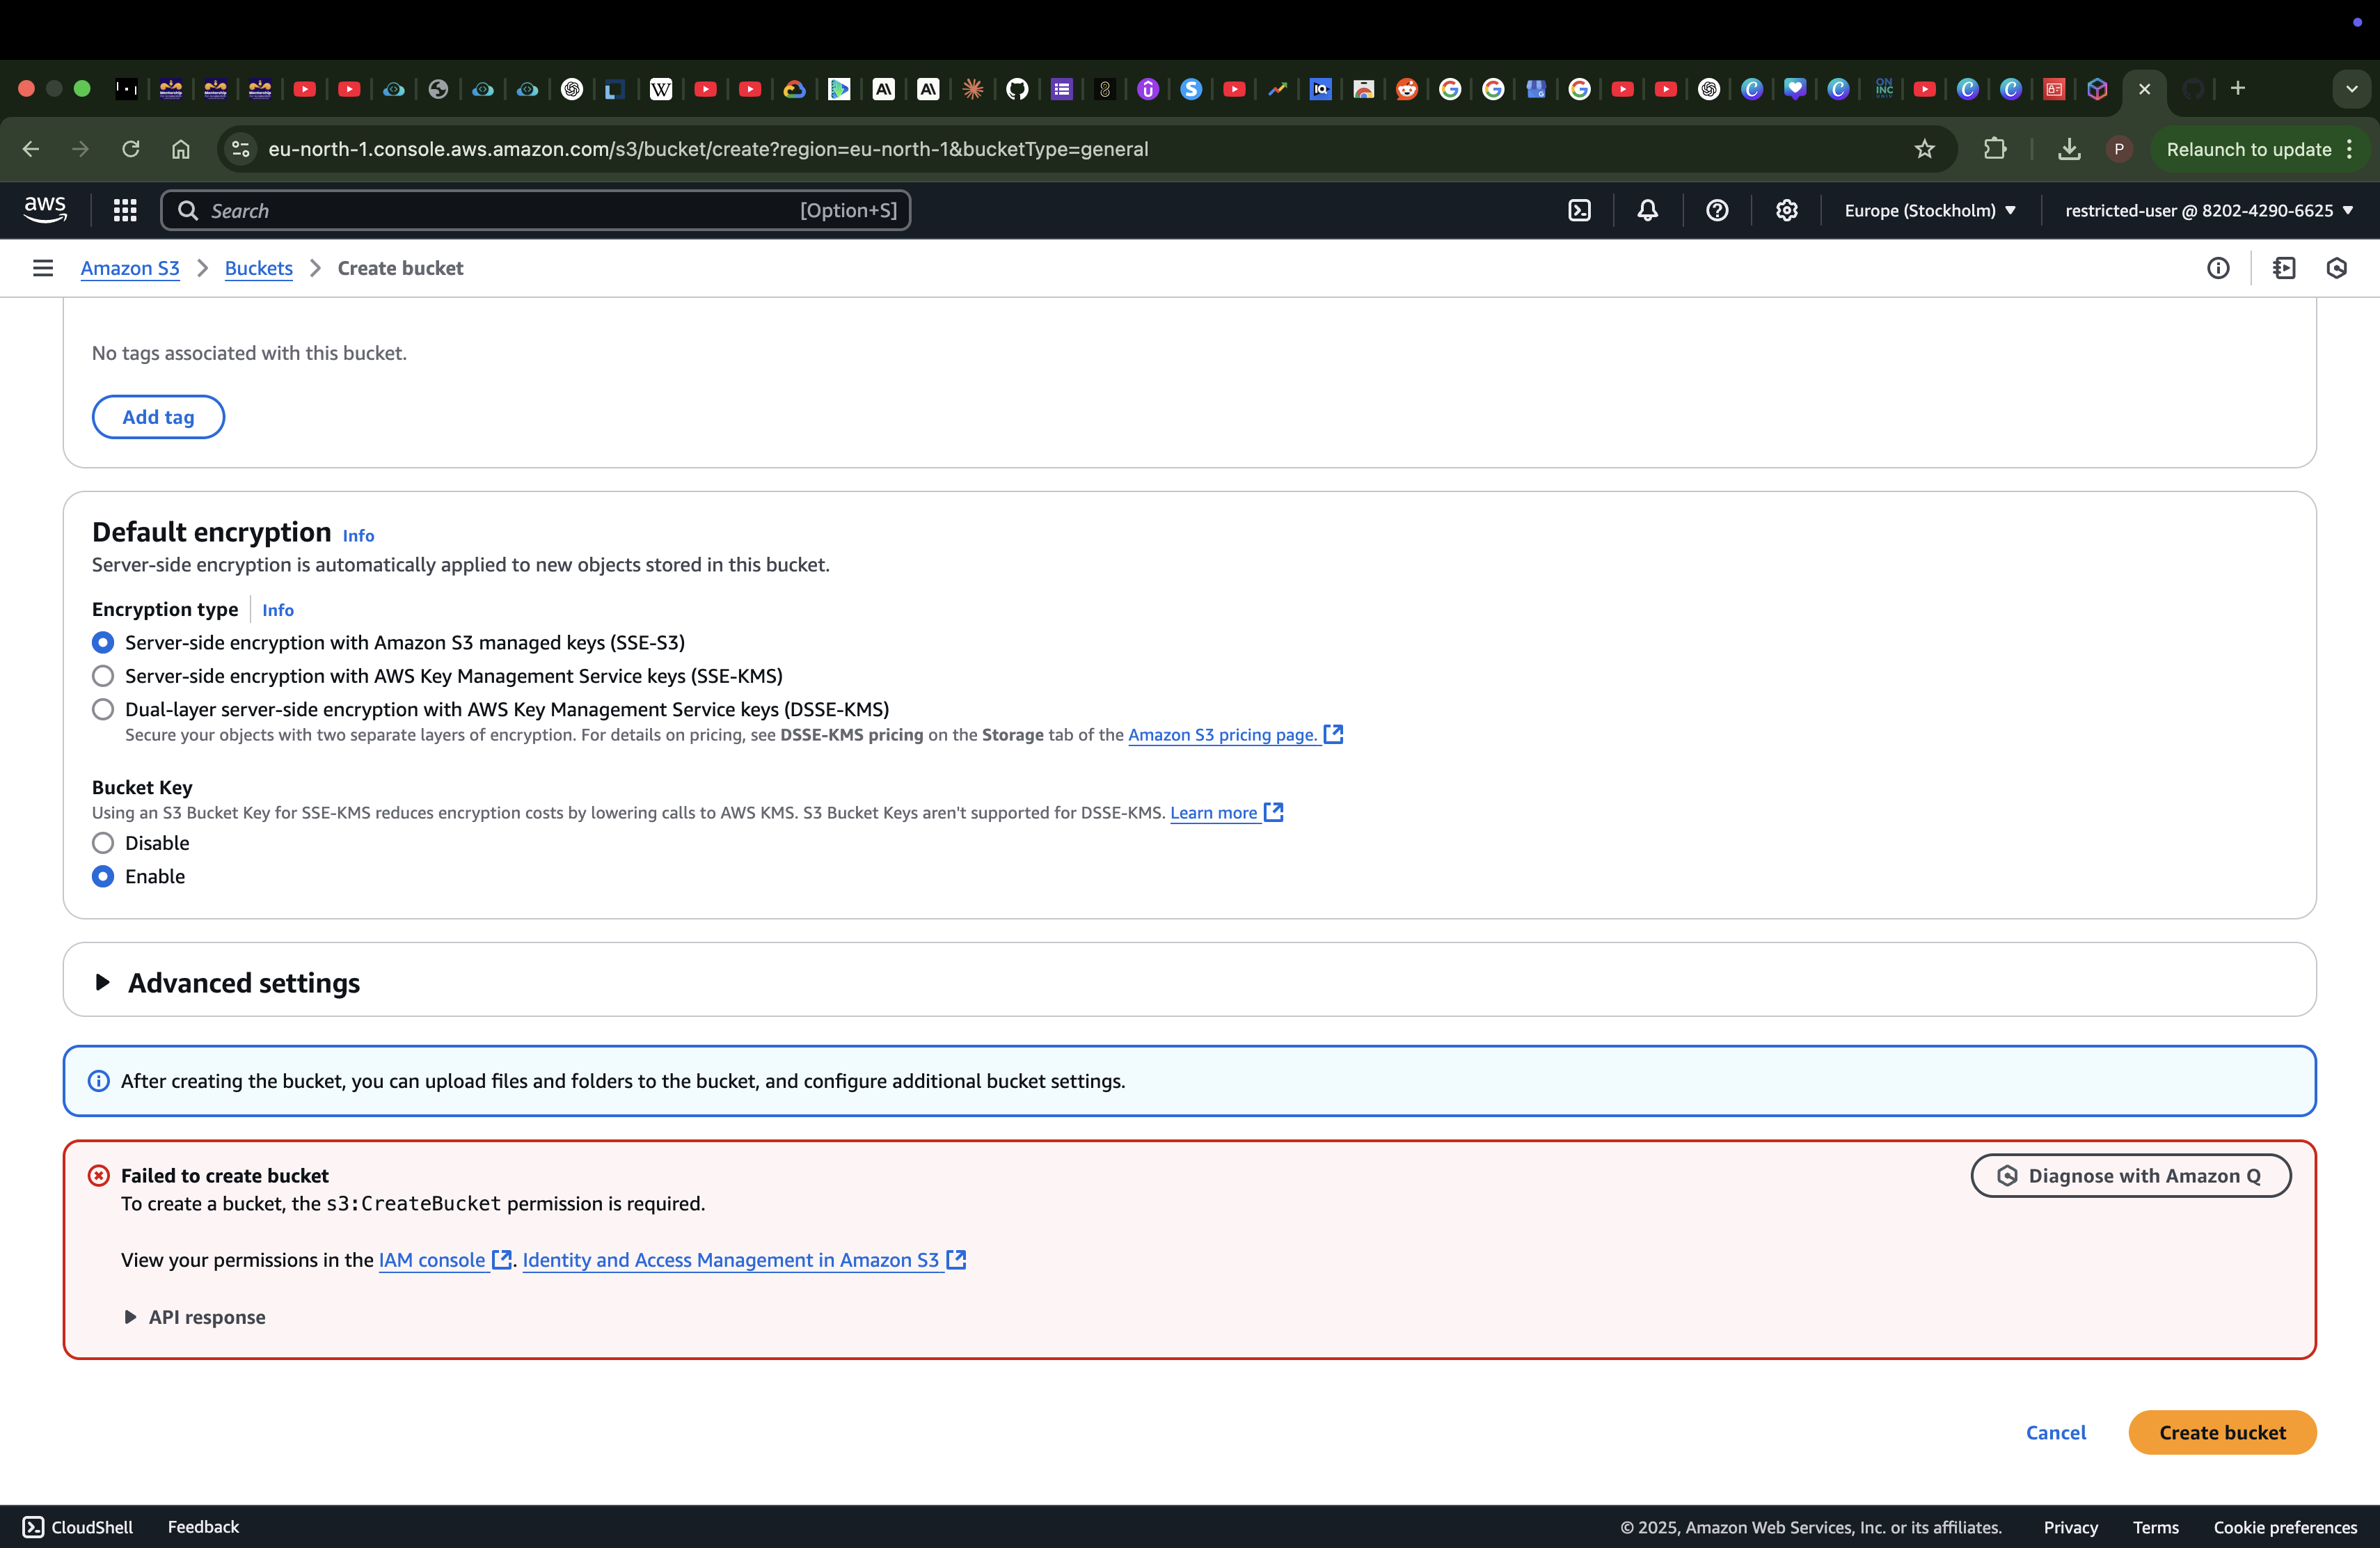 eu-north-1.console.aws.amazon.com/s3/bucket/create?region=eu-north-1&bucketType=general
P
Relaunch to update
aws
Search
[Option+S]
Europe (Stockholm)
restricted-user @ 8202-4290-6625
Amazon S3
Buckets
Create bucket
No tags associated with this bucket.
Add tag
Default encryption Info
Server-side encryption is automatically applied to new objects stored in this bucket.
Encryption type Info
Server-side encryption with Amazon S3 managed keys (SSE-S3)
Server-side encryption with AWS Key Management Service keys (SSE-KMS)
Dual-layer server-side encryption with AWS Key Management Service keys (DSSE-KMS)
Secure your objects with two separate layers of encryption. For details on pricing, see DSSE-KMS pricing on the Storage tab of the Amazon S3 pricing page.
Bucket Key
Using an S3 Bucket Key for SSE-KMS reduces encryption costs by lowering calls to AWS KMS. S3 Bucket Keys aren't supported for DSSE-KMS. Learn more
Disable
Enable
Advanced settings
After creating the bucket, you can upload files and folders to the bucket, and configure additional bucket settings.
Failed to create bucket
Diagnose with Amazon Q
To create a bucket, the s3:CreateBucket permission is required.
View your permissions in the IAM console. Identity and Access Management in Amazon S3
API response
Cancel
Create bucket
CloudShell
Feedback
© 2025, Amazon Web Services, Inc. or its affiliates.
Privacy
Terms
Cookie preferences